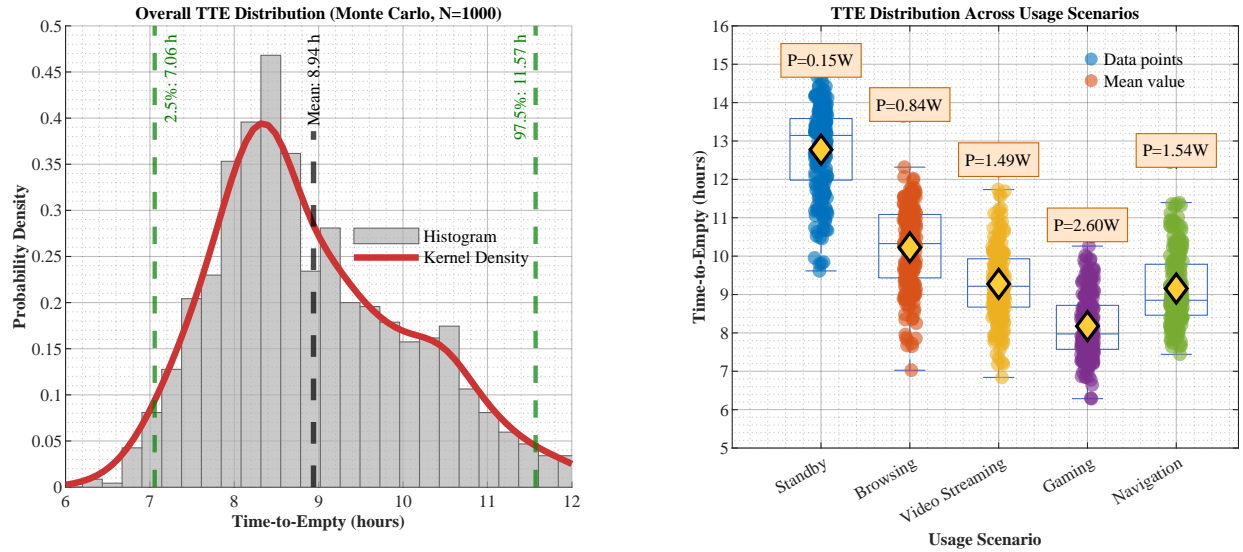 Overall TTE Distribution (Monte Carlo, N=1000)
0.5
0.45
0.4
0.35
0.3
0.25
0.2
0.15
0.1
0.05
0
Probability Density
2.5%: 7.06 h
Mean: 8.94 h
97.5%: 11.57 h
Histogram
Kernel Density
6
7
8
9
10
11
12
Time-to-Empty (hours)
TTE Distribution Across Usage Scenarios
16
15
14
13
12
11
10
9
8
7
6
5
Time-to-Empty (hours)
P=0.15W
P=0.84W
P=1.49W
P=2.60W
P=1.54W
Data points
Mean value
Standby
Browsing
Video Streaming
Gaming
Navigation
Usage Scenario